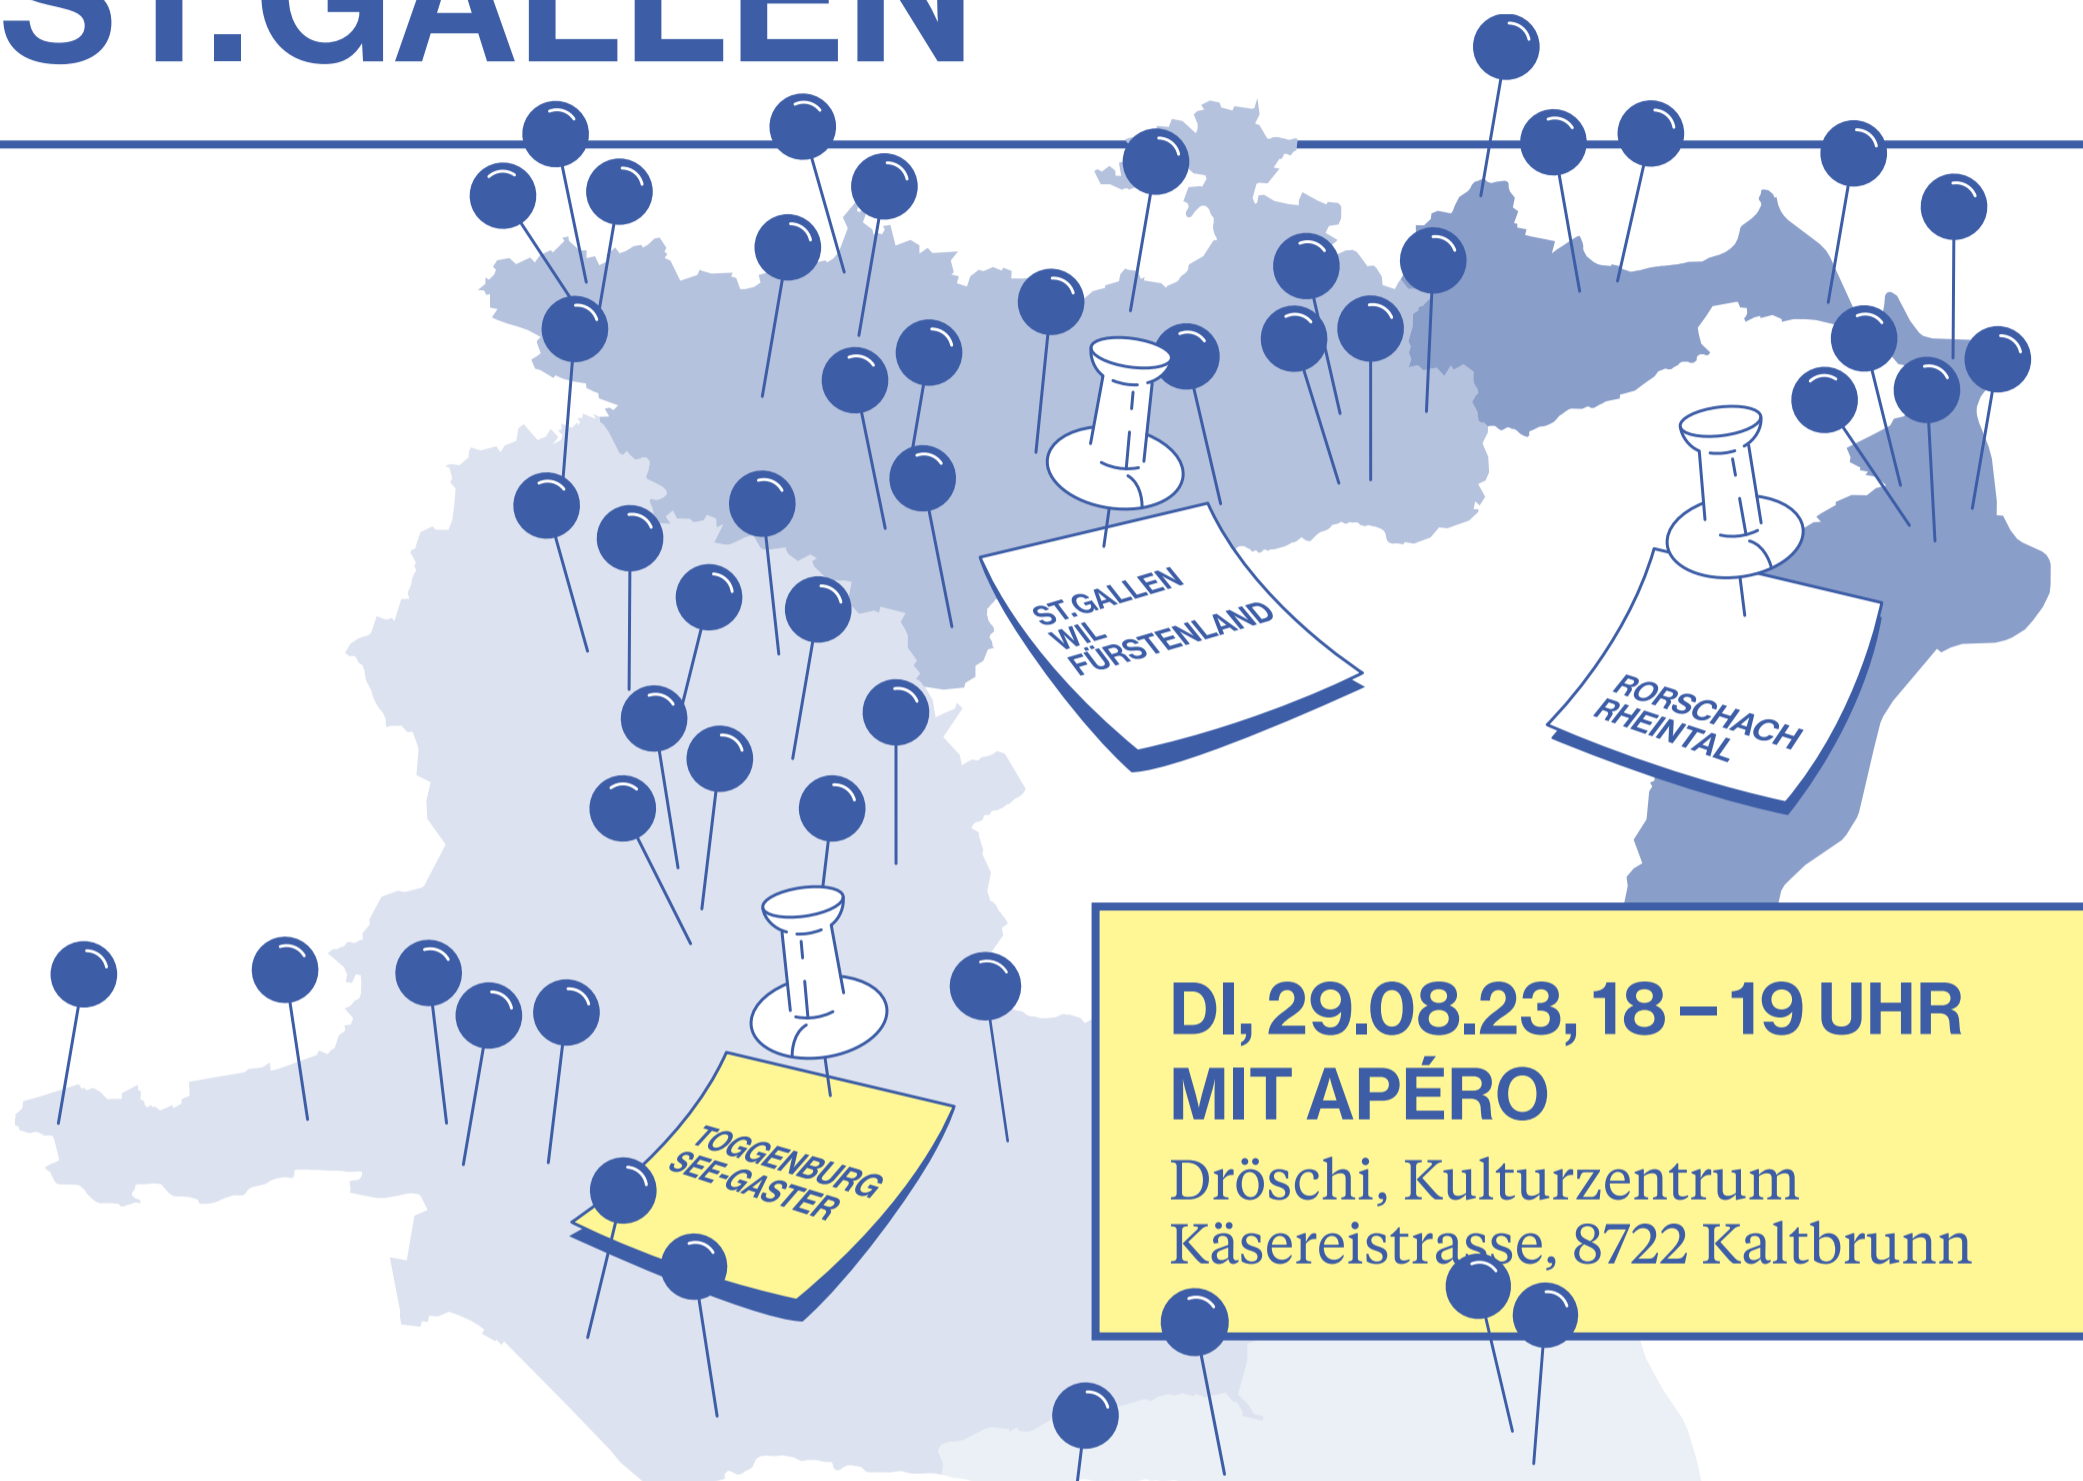 ST.GALLEN
ST.GALLEN
WIL
FÜRSTENLAND
RORSCHACH
RHEINTAL
DI, 29.08.23, 18 – 19 UHR
MIT APÉRO
Dröschi, Kulturzentrum
Käsereistrasse, 8722 Kaltbrunn
TOGGENBURG
SEE-GASTER